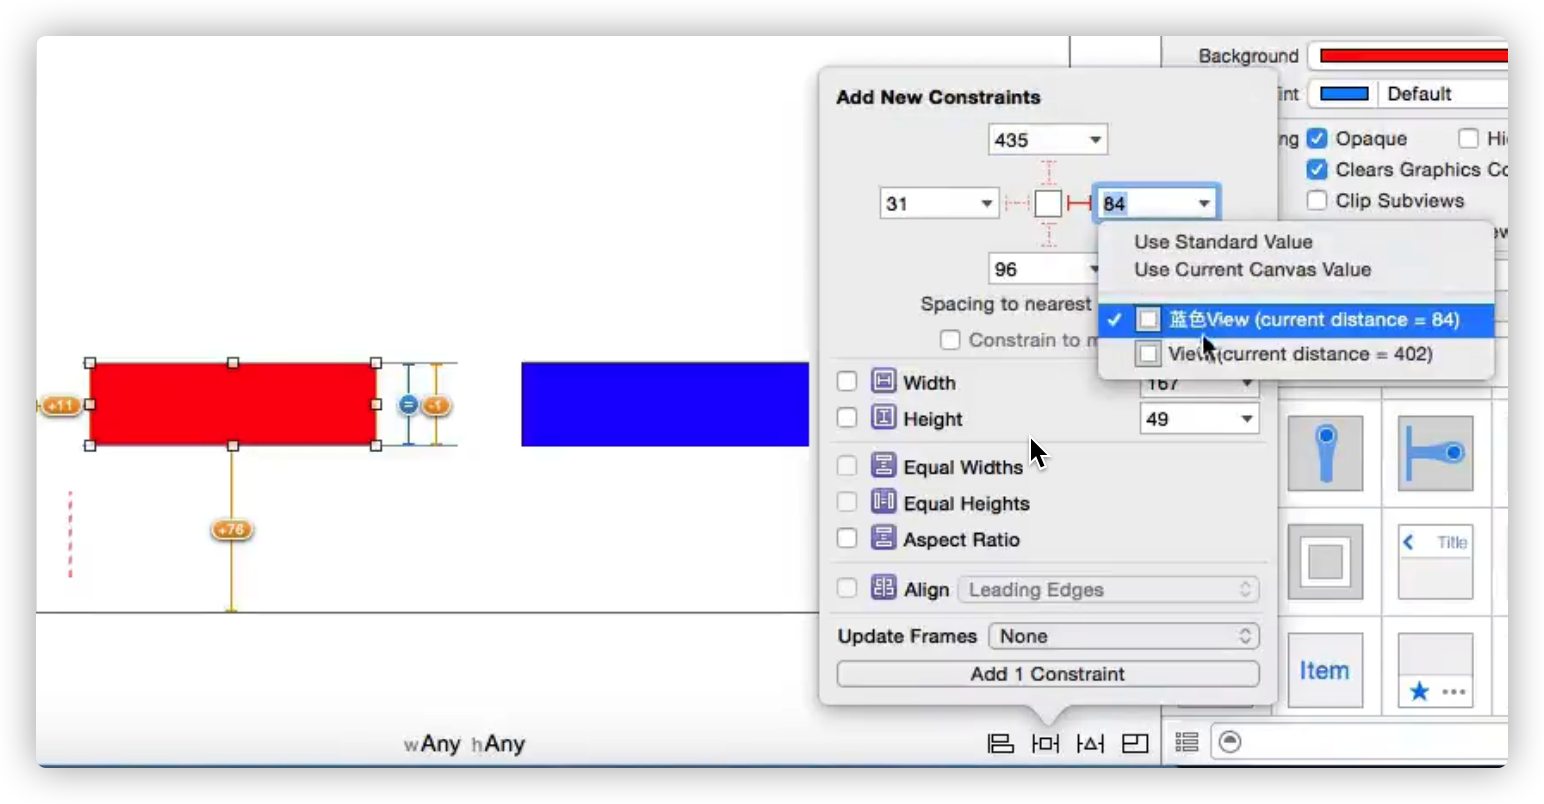 Background
Add New Constraints
int
Default
435
ng
Opaque
Hi
Clears Graphics Co
31
84
Clip Subviews
Use Standard Value
ew
96
Use Current Canvas Value
Spacing to nearest
蓝色View (current distance = 84)
Constrain to m
View (current distance = 402)
Width
167
+11
=
-1
Height
49
Equal Widths
Equal Heights
+76
Aspect Ratio
Title
Align
Leading Edges
Update Frames
None
Add 1 Constraint
Item
wAny hAny